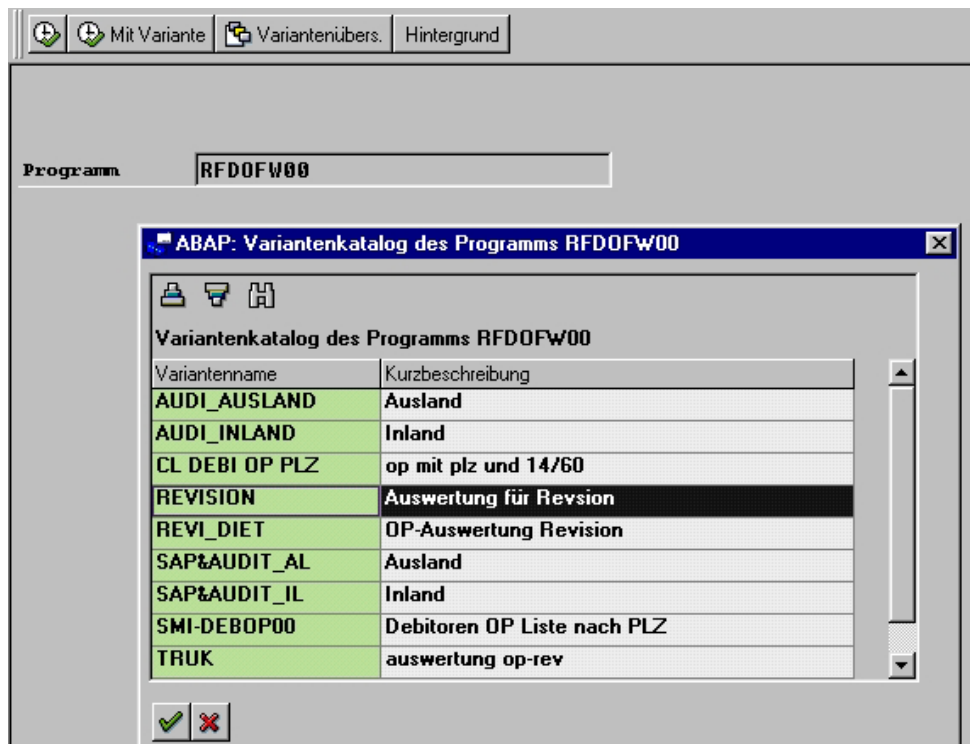 Mit Variante Variantenübers. Hintergrund
Programm RFDOFW00
ABAP: Variantenkatalog des Programms RFDOFW00
Variantenkatalog des Programms RFDOFW00
Variantenname Kurzbeschreibung
AUDI_AUSLAND Ausland
AUDI_INLAND Inland
CL DEBI OP PLZ op mit plz und 14/60
REVISION Auswertung für Revsion
REVI_DIET OP-Auswertung Revision
SAP&AUDIT_AL Ausland
SAP&AUDIT_IL Inland
SMI-DEBOP00 Debitoren OP Liste nach PLZ
TRUK auswertung op-rev